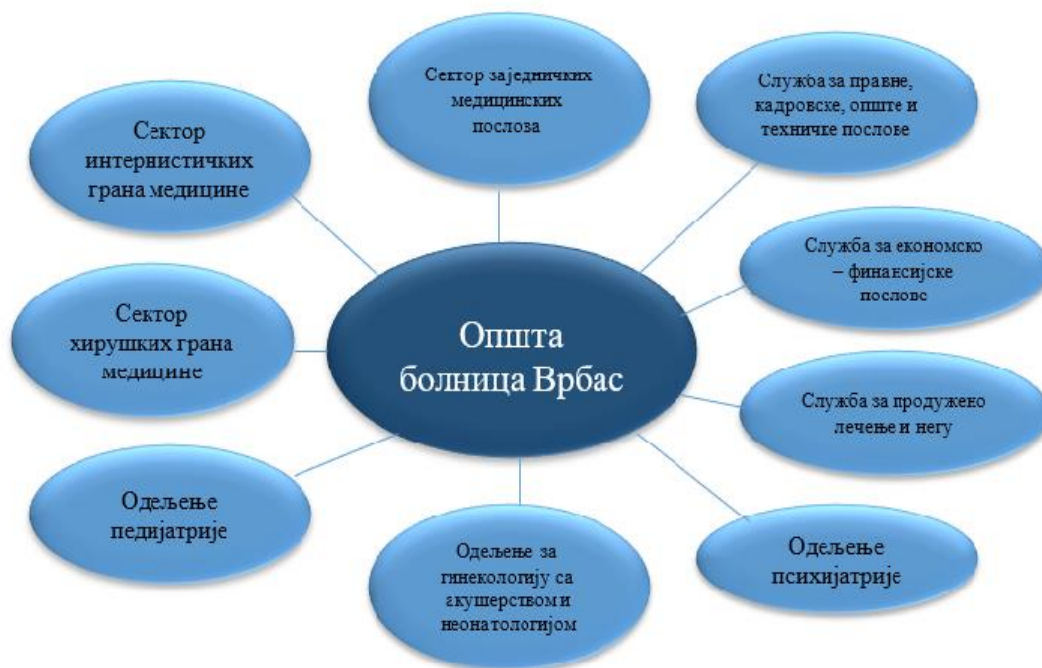 Сектор заједничких
медицинских
послова
Служба за правне,
кадровске, опште и
техничке послове
Сектор
интернистичких
грана медицине
Служба за економско
– финансијске
послове
Сектор
хирушких грана
медицине
Општа
болница Врбас
Служба за продужено
лечење и негу
Одељење
педијатрије
Одељење за
гинекологију са
акушерством и
неонатологијом
Одељење
психијатрије